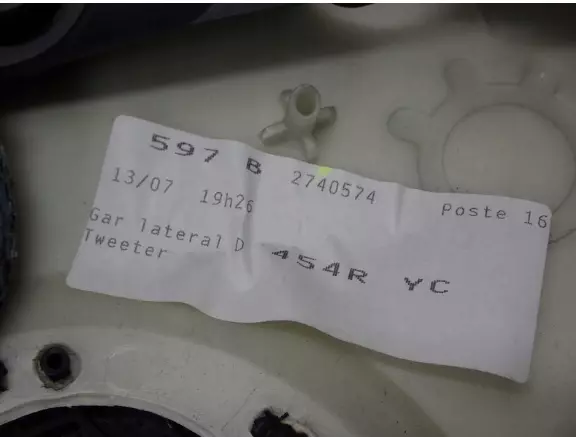 597 B 2740574 Poste 16
13/07 19h26
Gar lateral D 454R YC
Tweeter